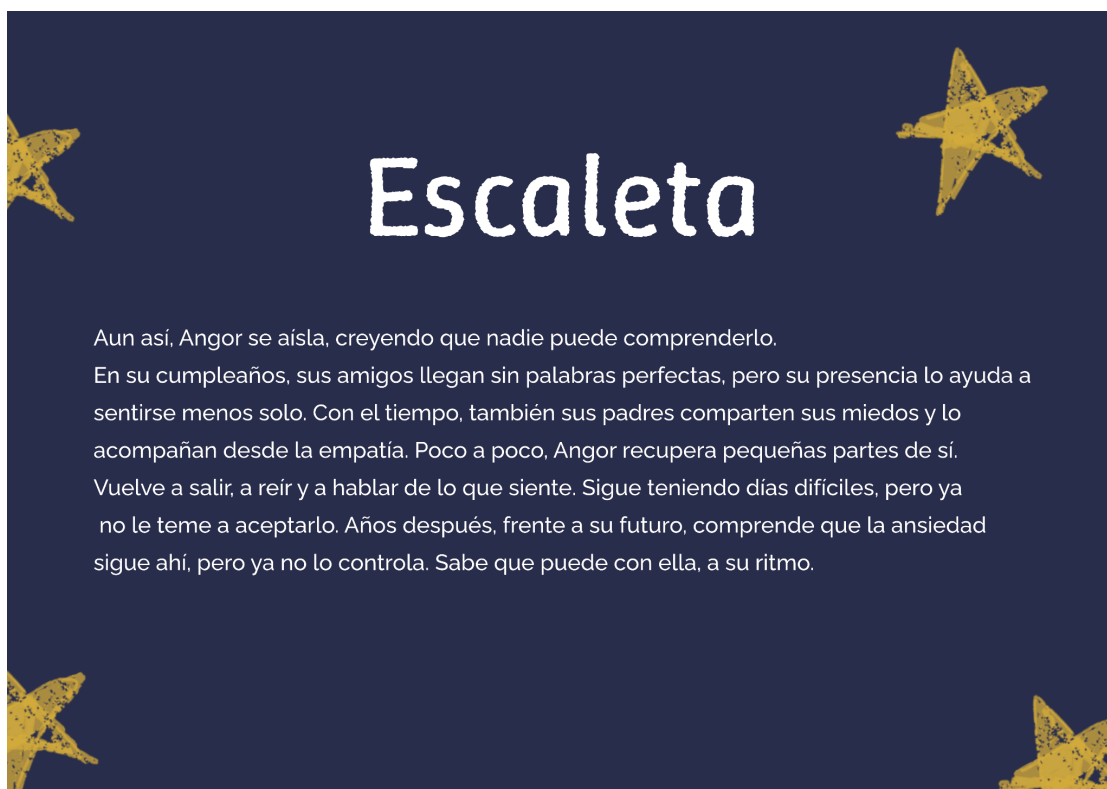 Escaleta
Aun así, Angor se aísla, creyendo que nadie puede comprenderlo.
En su cumpleaños, sus amigos llegan sin palabras perfectas, pero su presencia lo ayuda a
sentirse menos solo. Con el tiempo, también sus padres comparten sus miedos y lo
acompañan desde la empatía. Poco a poco, Angor recupera pequeñas partes de sí.
Vuelve a salir, a reír y a hablar de lo que siente. Sigue teniendo días difíciles, pero ya
no le teme a aceptarlo. Años después, frente a su futuro, comprende que la ansiedad
sigue ahí, pero ya no lo controla. Sabe que puede con ella, a su ritmo.